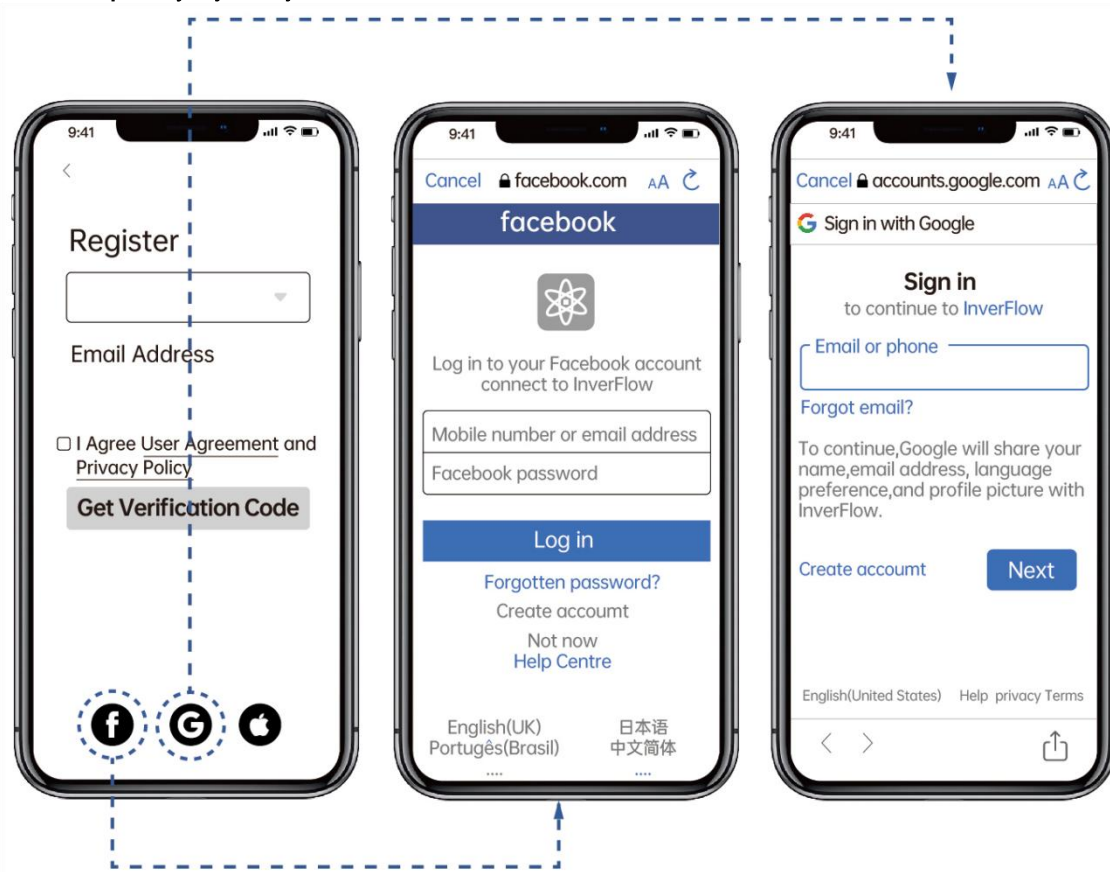 9:41
Register
Email Address
I Agree User Agreement and
Privacy Policy
Get Verification Code
f
G
9:41
Cancel facebook.com AA
facebook
Log in to your Facebook account
connect to InverFlow
Mobile number or email address
Facebook password
Log in
Forgotten password?
Create accoumt
Not now
Help Centre
English(UK) 日本语
Portugês(Brasil) 中文简体
.... ....
9:41
Cancel accounts.google.com AA
G Sign in with Google
Sign in
to continue to InverFlow
Email or phone
Forgot email?
To continue,Google will share your
name,email address, language
preference,and profile picture with
InverFlow.
Create accoumt Next
English(United States) Help privacy Terms